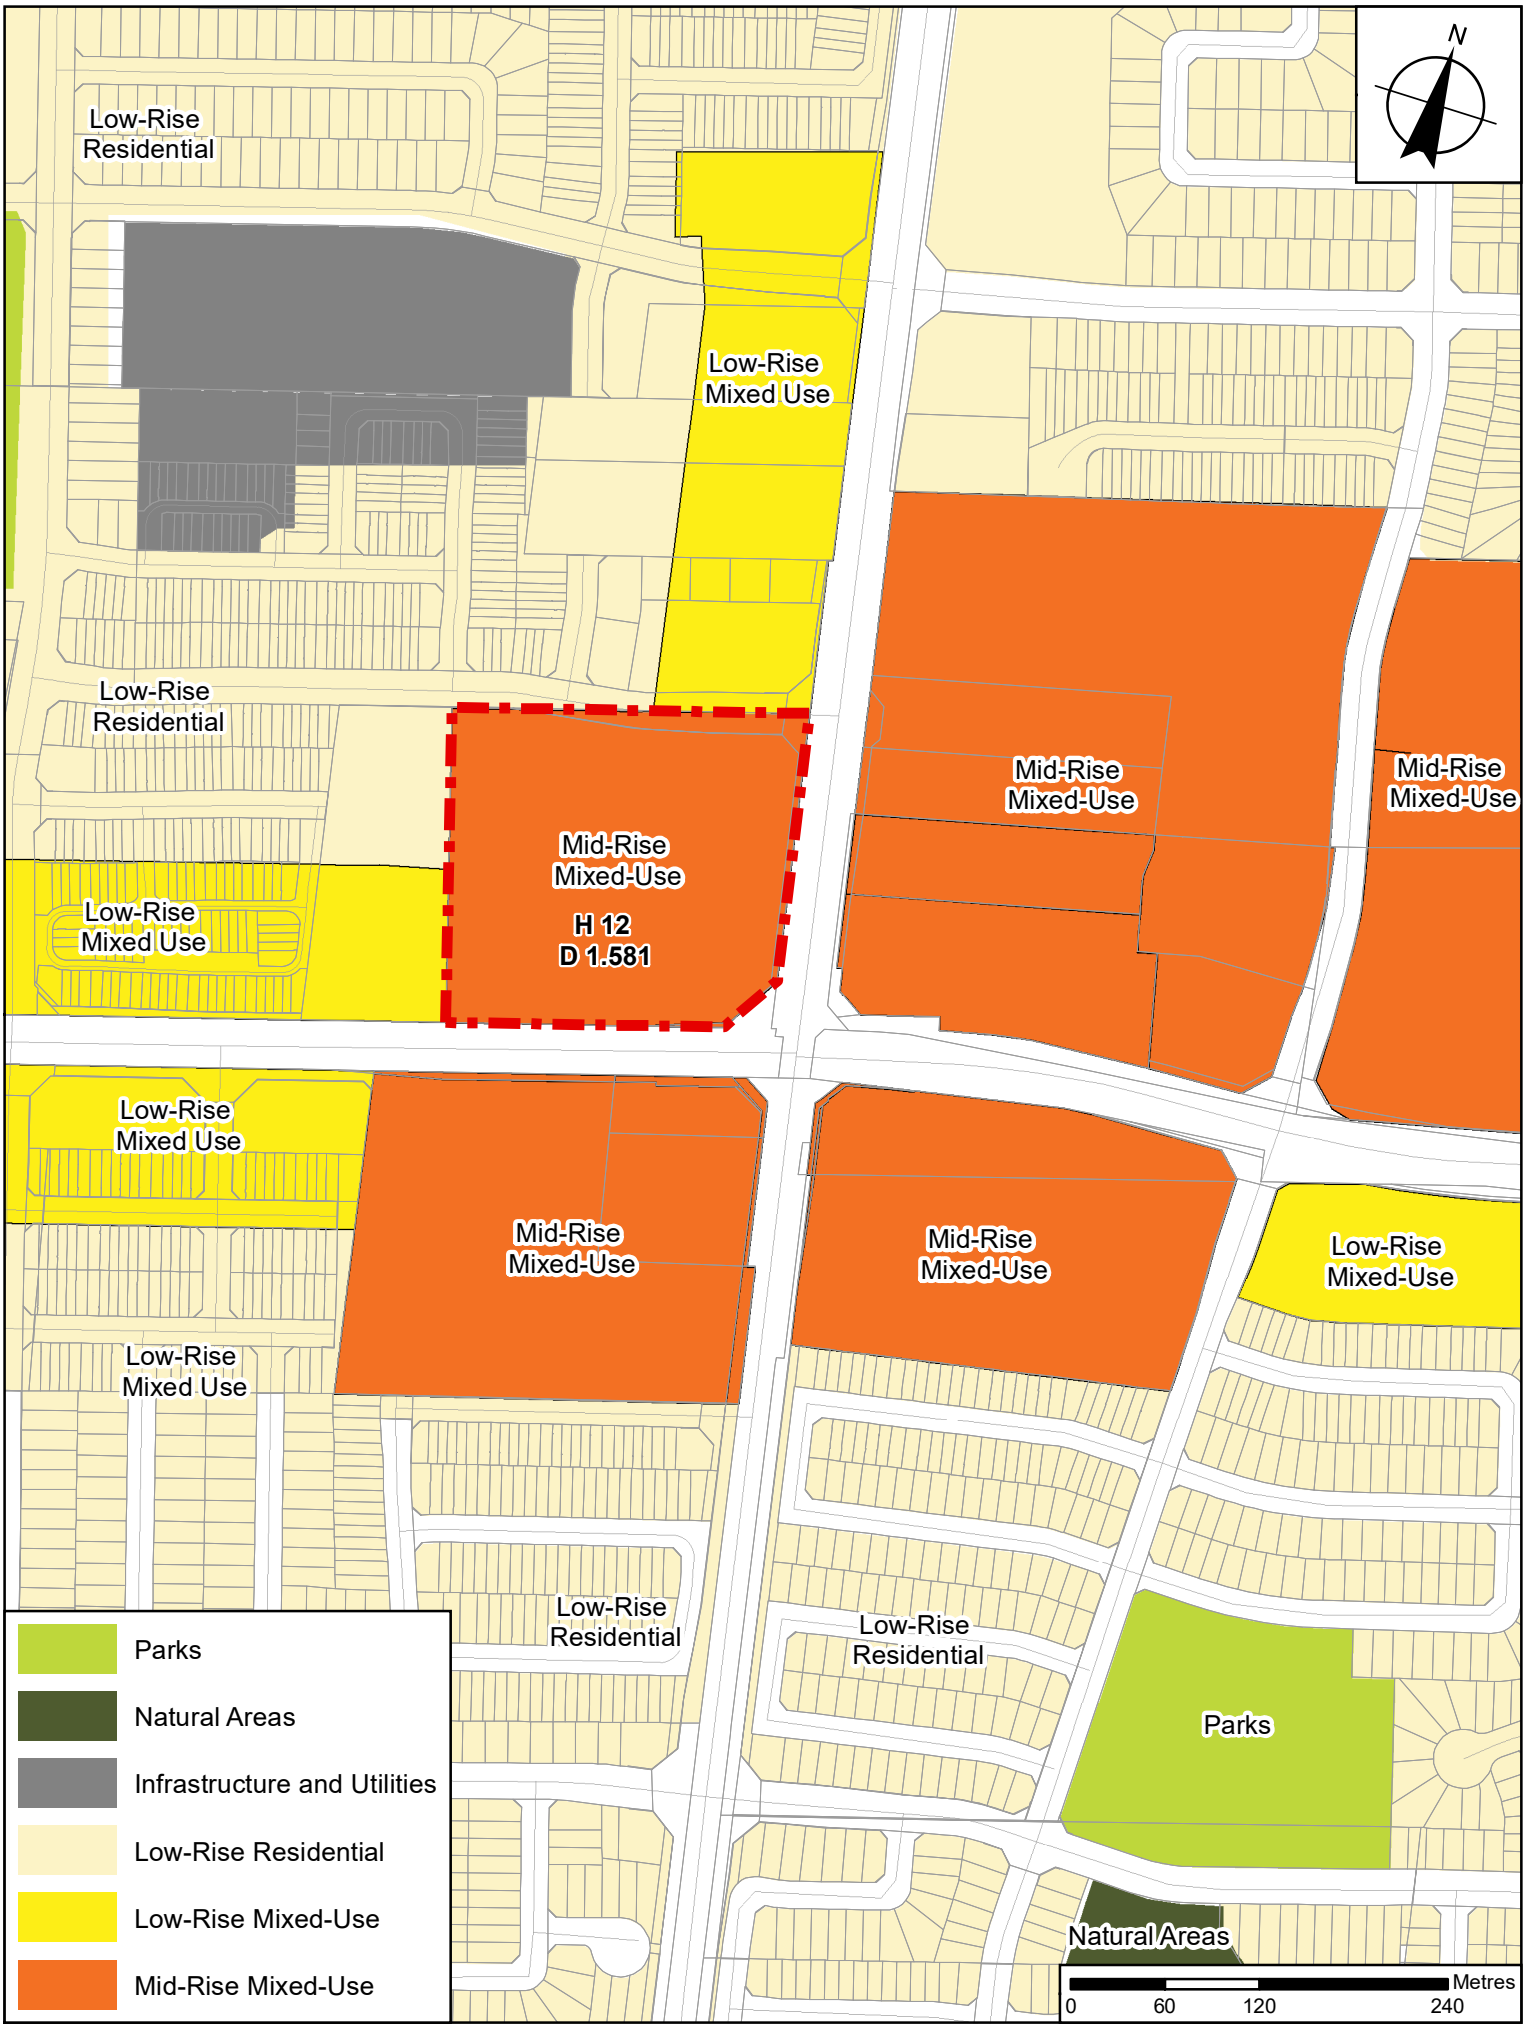 N
Low-Rise
Residential
Low-Rise
Mixed Use
Low-Rise
Residential
Mid-Rise
Mixed-Use
Mid-Rise
Mixed-Use
Mid-Rise
Mixed-Use
H 12
D 1.581
Low-Rise
Mixed Use
Low-Rise
Mixed Use
Mid-Rise
Mixed-Use
Mid-Rise
Mixed-Use
Low-Rise
Mixed-Use
Low-Rise
Mixed Use
Low-Rise
Residential
Low-Rise
Residential
Parks
Natural Areas
Parks
Natural Areas
Infrastructure and Utilities
Low-Rise Residential
Low-Rise Mixed-Use
Mid-Rise Mixed-Use
Metres
0 60 120 240